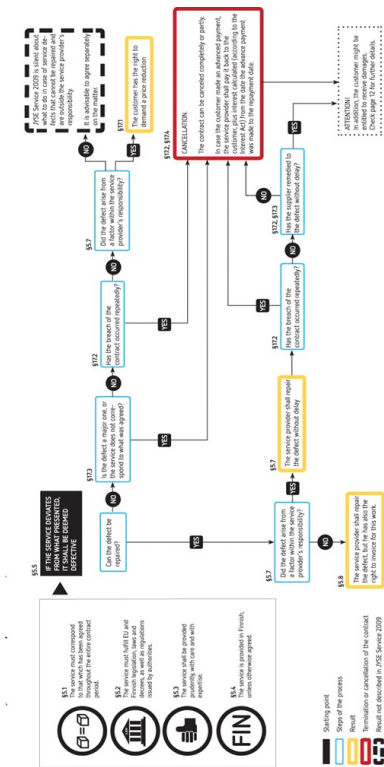 §5.1
The service must correspond
to that which has been agreed
throughout the entire contract
period.
§5.2
The service must fulfill EU and
Finnish legislation, laws and
decrees, as well as regulations
issued by authorities.
§5.3
The service shall be provided
prudently, with care and with
expertise.
FIN
§5.4
The service is provided in Finnish,
unless otherwise agreed.
§5.5
IF THE SERVICE DEVIATES
FROM WHAT PRESENTED,
IT SHALL BE DEEMED
DEFECTIVE
Can the defect be
repaired?
NO
§17.3
Is the defect a major one, or
the service does not corre-
spond to what was agreed?
NO
YES
§17.2
Has the breach of the
contract occurred repeatedly?
NO
YES
§5.7
Did the defect arise from
a factor within the service
provider's responsibility?
NO
YES
JYSE Service 2009 is silent about
what to do in case of service de-
fects that cannot be repaired and
are outside the service provider's
responsibility.
It is advisable to agree separately
on the matter.
§17.1
The customer has the right to
demand a price reduction
§17.2, §17.4
CANCELLATION
The contract can be canceled completely or partly.
In case the customer made an advanced payment,
the service provider shall pay it back to the
customer, plus interest calculated (according to the
Interest Act) from the date the advance payment
was made to the repayment date.
YES
§5.7
Did the defect arise from
a factor within the service
provider's responsibility?
YES
NO
§5.8
The service provider shall repair
the defect, but he has also the
right to invoice for this work.
§5.7
The service provider shall repair
the defect without delay
§17.2
Has the breach of the
contract occurred repeatedly?
YES
NO
§17.2, §17.3
Has the supplier remedied to
the defect without delay?
NO
YES
ATTENTION!
In addition, the customer might be
entitled to receive damages.
Check page 12 for further details.
Starting point
Steps of the process
Result
Termination or cancellation of the contract
Result not described in JYSE Service 2009